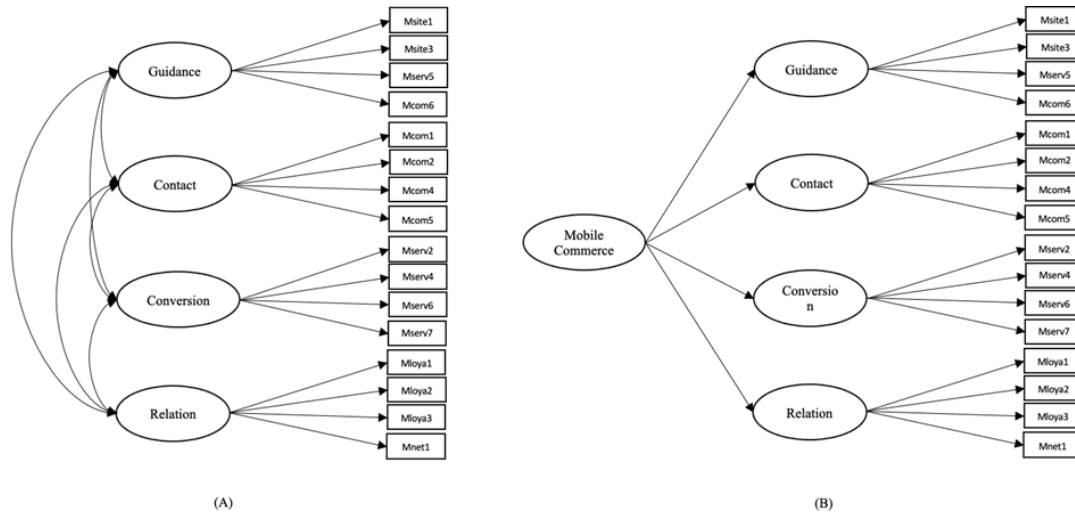 Msite1
Msite3
Guidance
Mserv5
Mcom6
Mcom1
Mcom2
Contact
Mcom4
Mcom5
Mserv2
Mserv4
Conversion
Mserv6
Mserv7
Mloya1
Mloya2
Relation
Mloya3
Mnet1
(A)
Msite1
Msite3
Guidance
Mserv5
Mcom6
Mcom1
Mcom2
Contact
Mcom4
Mcom5
Mobile
Commerce
Mserv2
Mserv4
Conversio
n
Mserv6
Mserv7
Mloya1
Mloya2
Relation
Mloya3
Mnet1
(B)